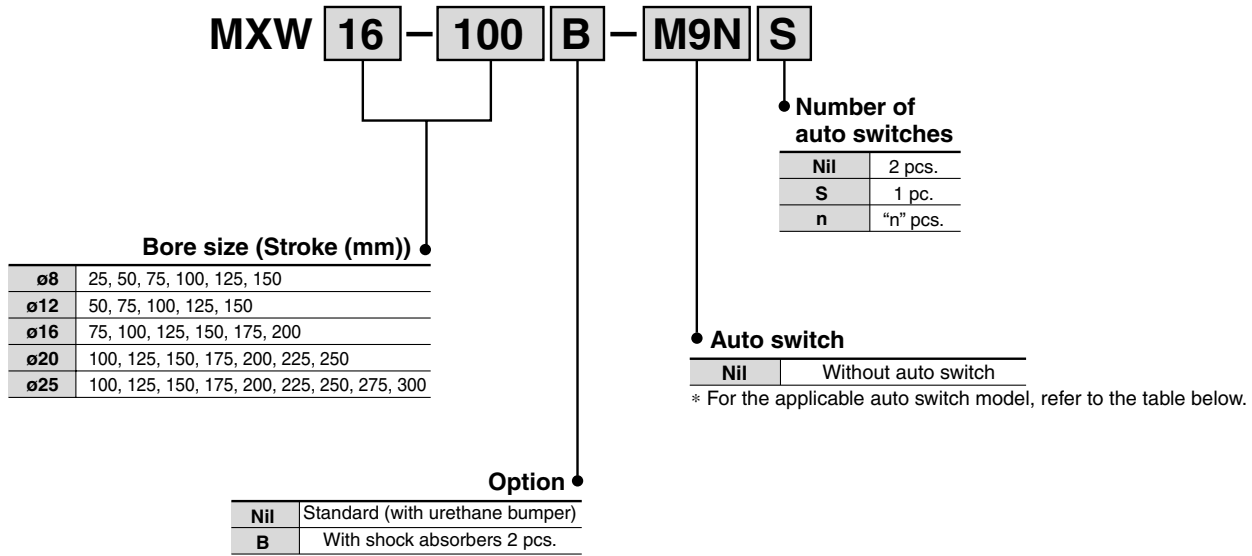 MXW 16 – 100 B – M9N S
Number of
auto switches
Nil 2 pcs.
S 1 pc.
n “n” pcs.
Bore size (Stroke (mm))
ø8 25, 50, 75, 100, 125, 150
ø12 50, 75, 100, 125, 150
ø16 75, 100, 125, 150, 175, 200
ø20 100, 125, 150, 175, 200, 225, 250
ø25 100, 125, 150, 175, 200, 225, 250, 275, 300
Auto switch
Nil Without auto switch
* For the applicable auto switch model, refer to the table below.
Option
Nil Standard (with urethane bumper)
B With shock absorbers 2 pcs.